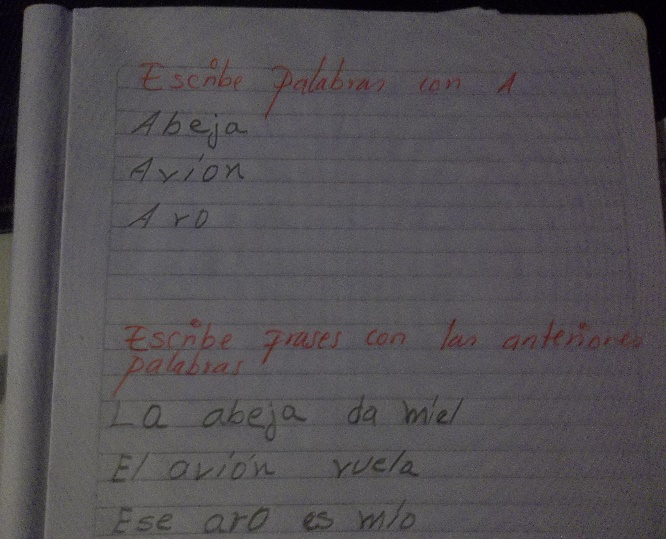 Escribe palabras con A
Abeja
Avión
Aro
Escribe frases con las anteriores
palabras
La abeja da miel
El avión vuela
Ese aro es mío